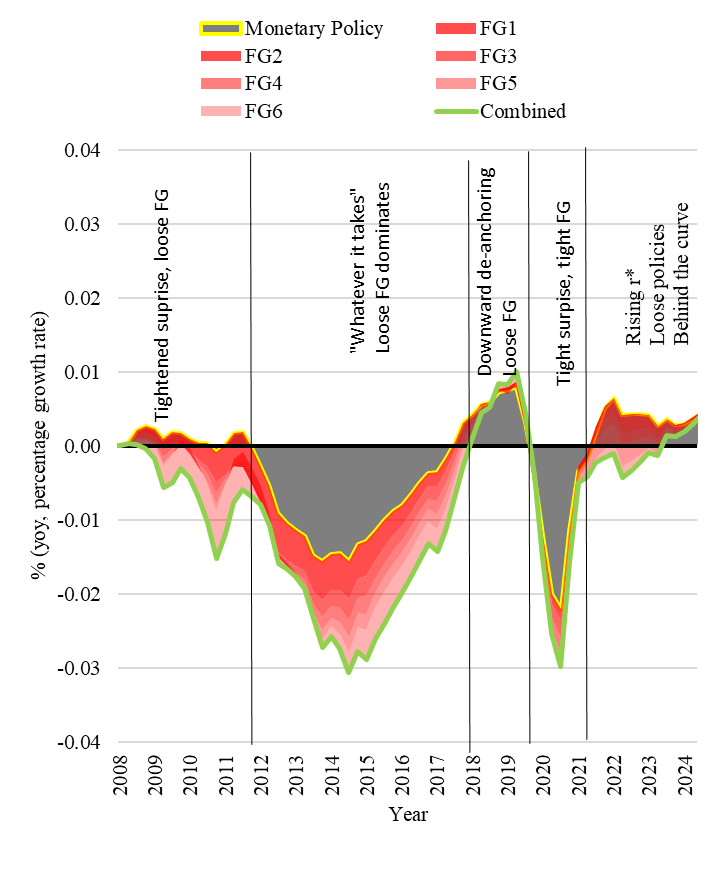 Monetary Policy
FG1
FG2
FG3
FG4
FG5
FG6
Combined
% (yoy, percentage growth rate)
0.04
0.03
0.02
0.01
0.00
-0.01
-0.02
-0.03
-0.04
Tightened suprise, loose FG
"Whatever it takes"
Loose FG dominates
Downward de-anchoring
Loose FG
Tight surpise, tight FG
Rising r*
Loose policies
Behind the curve
2008
2009
2010
2011
2012
2013
2014
2015
2016
2017
2018
2019
2020
2021
2022
2023
2024
Year